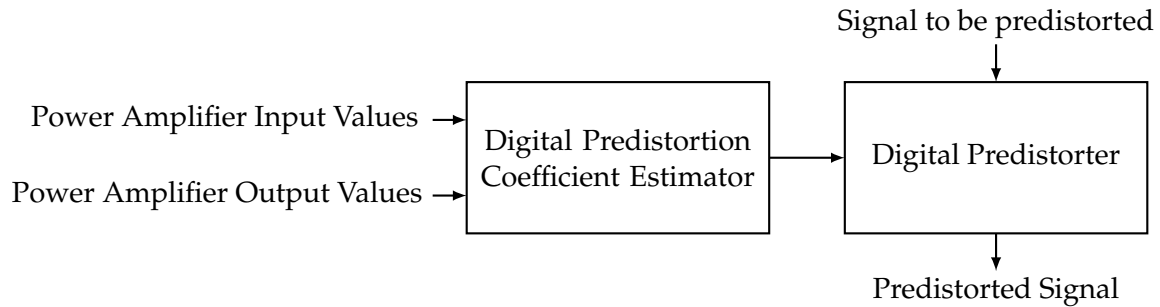 Signal to be predistorted
Power Amplifier Input Values
Power Amplifier Output Values
Digital Predistortion
Coefficient Estimator
Digital Predistorter
Predistorted Signal